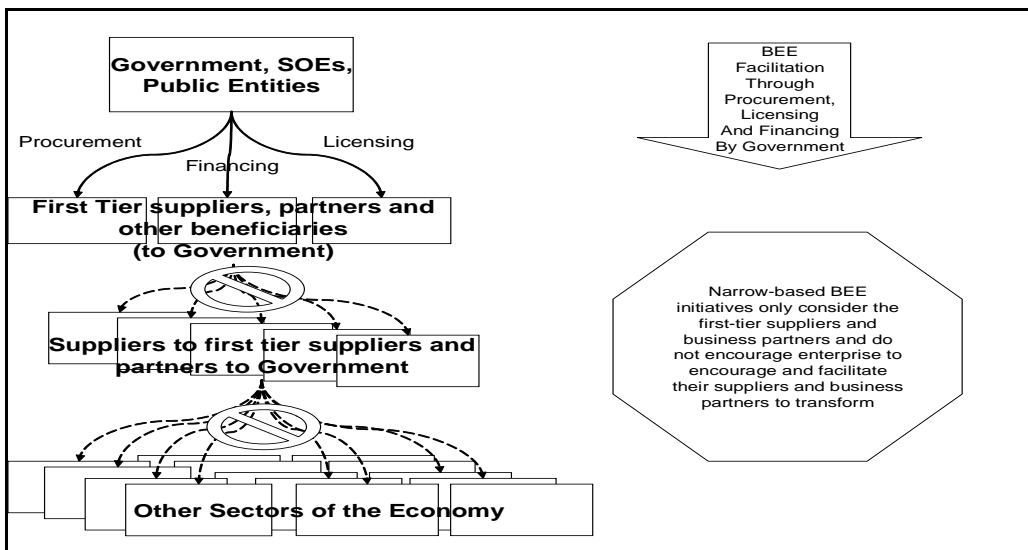 Government, SOEs,
Public Entities
Procurement
Licensing
Financing
First Tier suppliers, partners and
other beneficiaries
(to Government)
Suppliers to first tier suppliers and
partners to Government
Other Sectors of the Economy
BEE
Facilitation
Through
Procurement,
Licensing
And Financing
By Government
Narrow-based BEE
initiatives only consider the
first-tier suppliers and
business partners and do
not encourage enterprise to
encourage and facilitate
their suppliers and business
partners to transform